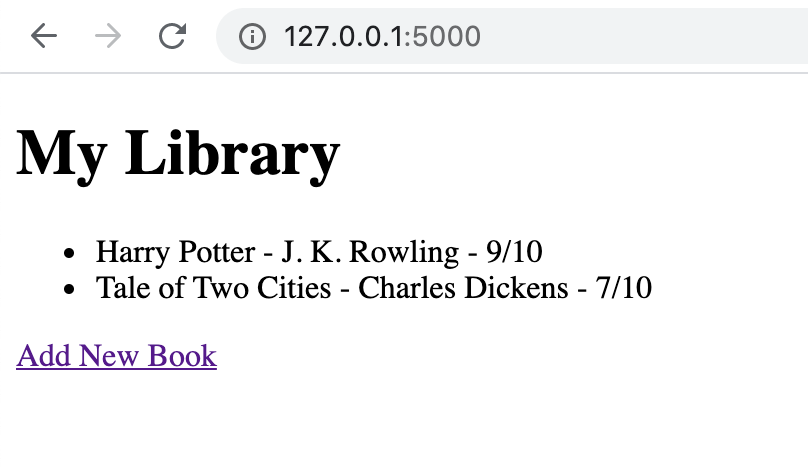 127.0.0.1:5000
My Library
Harry Potter - J. K. Rowling - 9/10
Tale of Two Cities - Charles Dickens - 7/10
Add New Book